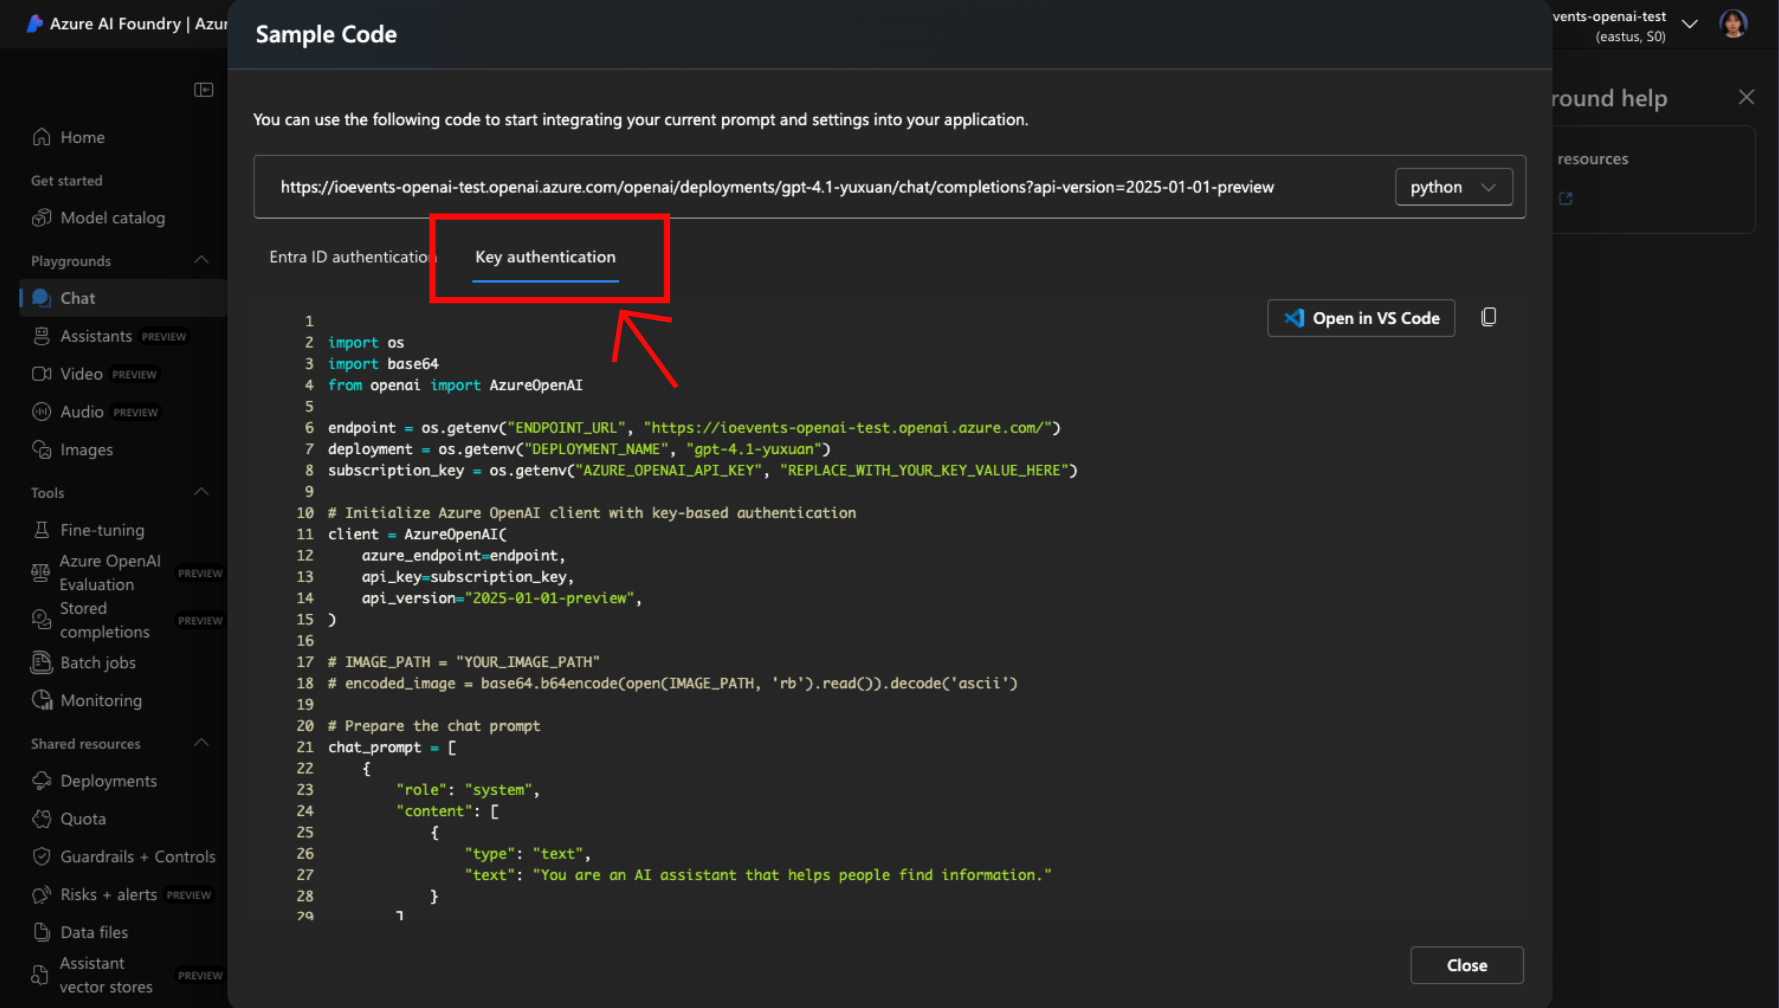 Azure AI Foundry | Azur
Home
Get started
Model catalog
Playgrounds
Chat
Assistants PREVIEW
Video PREVIEW
Audio PREVIEW
Images
Tools
Fine-tuning
Azure OpenAI
Evaluation PREVIEW
Stored
completions PREVIEW
Batch jobs
Monitoring
Shared resources
Deployments
Quota
Guardrails + Controls
Risks + alerts PREVIEW
Data files
Assistant
vector stores PREVIEW
Sample Code
You can use the following code to start integrating your current prompt and settings into your application.
https://ioevents-openai-test.openai.azure.com/openai/deployments/gpt-4.1-yuxuan/chat/completions?api-version=2025-01-01-preview
python
Entra ID authentication Key authentication
Open in VS Code
1
2 import os
3 import base64
4 from openai import AzureOpenAI
5
6 endpoint = os.getenv("ENDPOINT_URL", "https://ioevents-openai-test.openai.azure.com/")
7 deployment = os.getenv("DEPLOYMENT_NAME", "gpt-4.1-yuxuan")
8 subscription_key = os.getenv("AZURE_OPENAI_API_KEY", "REPLACE_WITH_YOUR_KEY_VALUE_HERE")
9
10 # Initialize Azure OpenAI client with key-based authentication
11 client = AzureOpenAI(
12     azure_endpoint=endpoint,
13     api_key=subscription_key,
14     api_version="2025-01-01-preview",
15 )
16
17 # IMAGE_PATH = "YOUR_IMAGE_PATH"
18 # encoded_image = base64.b64encode(open(IMAGE_PATH, 'rb').read()).decode('ascii')
19
20 # Prepare the chat prompt
21 chat_prompt = [
22     {
23         "role": "system",
24         "content": [
25             {
26                 "type": "text",
27                 "text": "You are an AI assistant that helps people find information."
28             }
29         ]
Close
vents-openai-test
(eastus, S0)
round help
resources